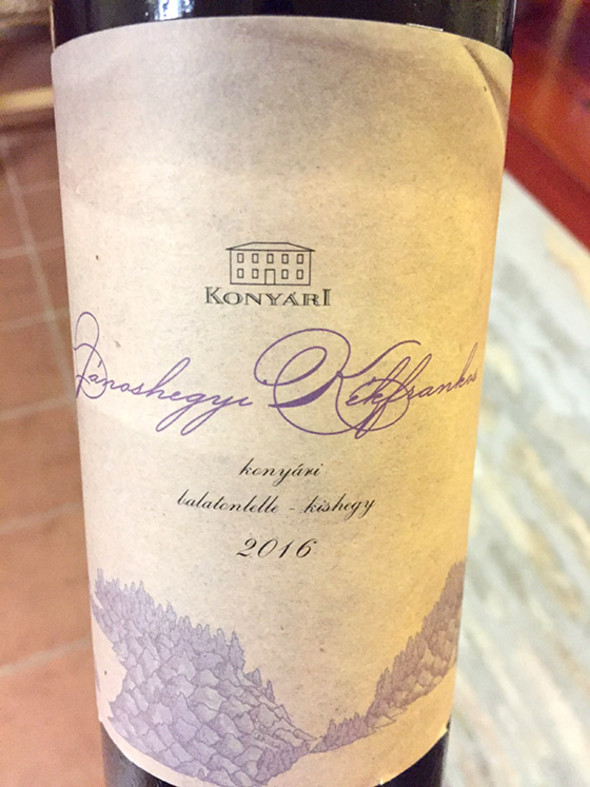 KONYÁRI
Jánoshegyi Kékfrankos
konyári
balatonlelle - kishegy
2016